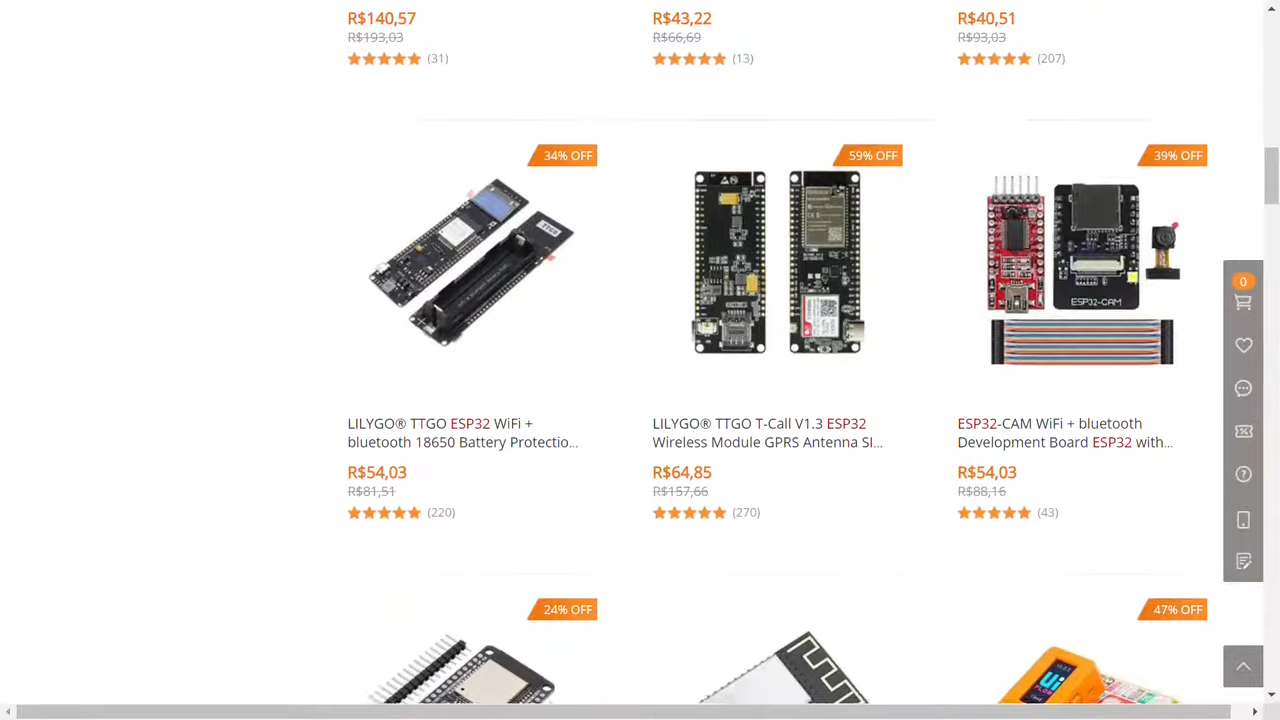 R$140,57
R$193,03
(31)
R$43,22
R$66,69
(13)
R$40,51
R$93,03
(207)
34% OFF
TTGO
LILYGO® TTGO ESP32 WiFi +
bluetooth 18650 Battery Protectio...
R$54,03
R$81,51
(220)
59% OFF
LILYGO® TTGO T-Call V1.3 ESP32
Wireless Module GPRS Antenna SI...
R$64,85
R$157,66
(270)
39% OFF
ESP32-CAM
ESP32-CAM WiFi + bluetooth
Development Board ESP32 with...
R$54,03
R$88,16
(43)
24% OFF
47% OFF
Ui
0